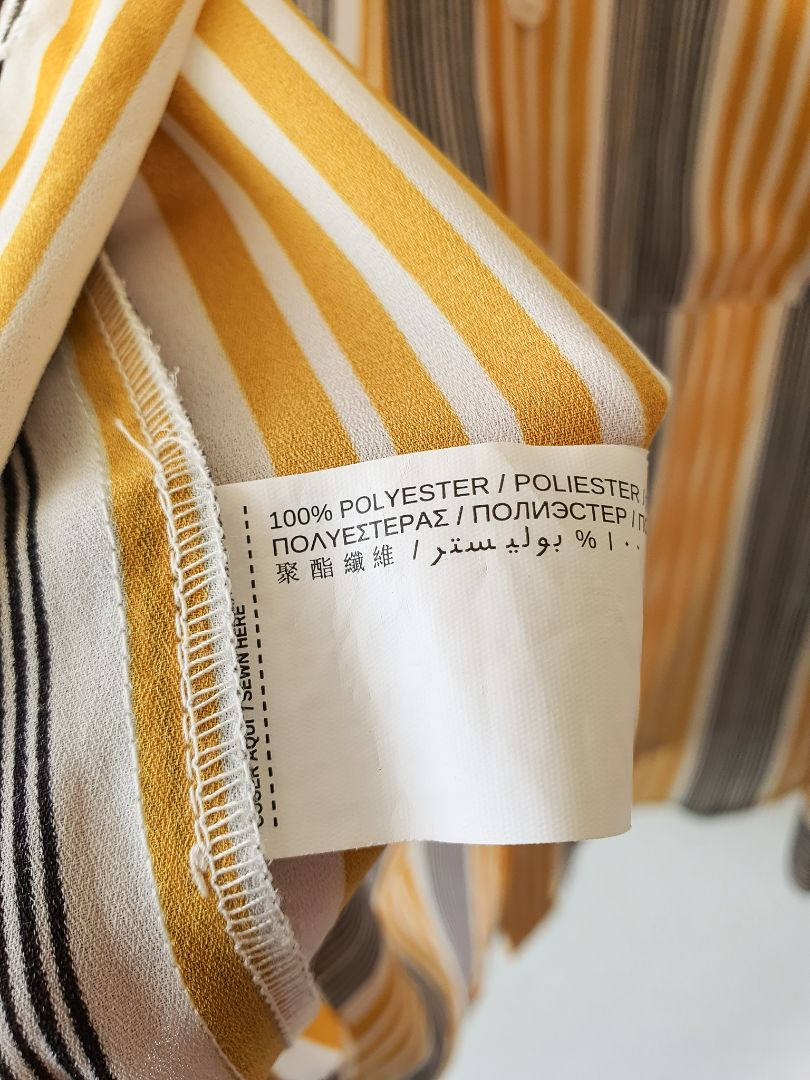 100% POLYESTER / POLIESTER /
ΠΟΛΥΕΣΤΕΡΑΣ / ПОЛИЭСТЕР /
١٠٠ % بوليستر /
聚酯纖維
COSER AQUÍ / SEWN HERE